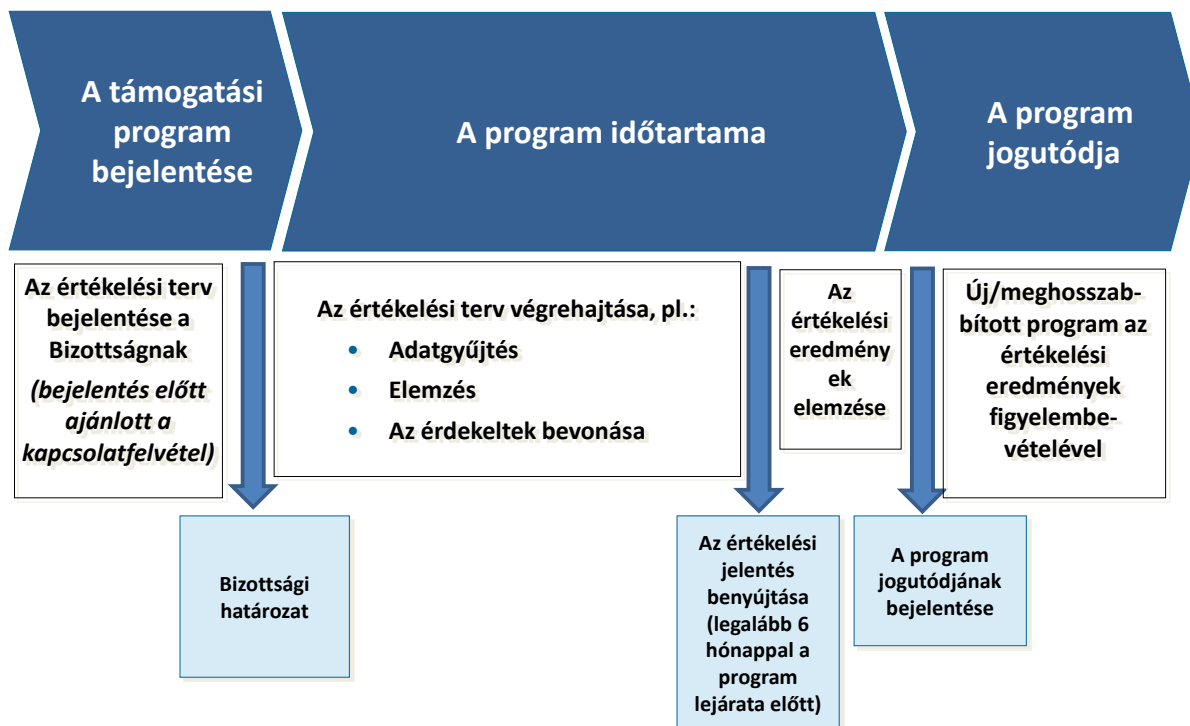 A támogatási
program
bejelentése
A program időtartama
A program
jogutódja
Az értékelési terv
bejelentése a
Bizottságnak
(bejelentés előtt
ajánlott a
kapcsolatfelvétel)
Az értékelési terv végrehajtása, pl.:
• Adatgyűjtés
• Elemzés
• Az érdekeltek bevonása
Az
értékelési
eredmény
ek
elemzése
Új/meghosszab-
bított program az
értékelési
eredmények
figyelembe-
vételével
Bizottsági
határozat
Az értékelési
jelentés
benyújtása
(legalább 6
hónappal a
program
lejárata előtt)
A program
jogutódjának
bejelentése